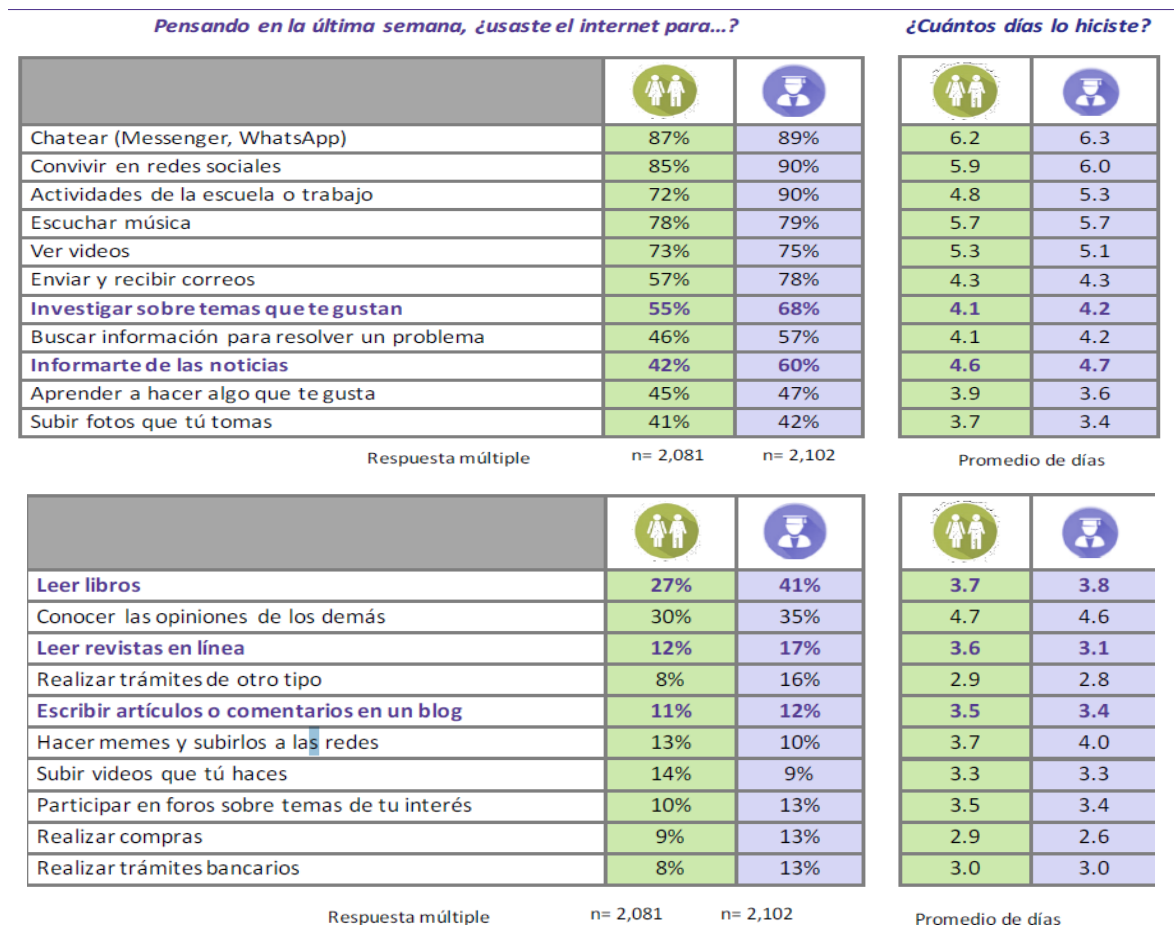 Pensando en la última semana, ¿usaste el internet para...? ¿Cuántos días lo hiciste?
Chatear (Messenger, WhatsApp) 87% 89% 6.2 6.3
Convivir en redes sociales 85% 90% 5.9 6.0
Actividades de la escuela o trabajo 72% 90% 4.8 5.3
Escuchar música 78% 79% 5.7 5.7
Ver videos 73% 75% 5.3 5.1
Enviar y recibir correos 57% 78% 4.3 4.3
Investigar sobre temas que te gustan 55% 68% 4.1 4.2
Buscar información para resolver un problema 46% 57% 4.1 4.2
Informarte de las noticias 42% 60% 4.6 4.7
Aprender a hacer algo que te gusta 45% 47% 3.9 3.6
Subir fotos que tú tomas 41% 42% 3.7 3.4
Respuesta múltiple n= 2,081 n= 2,102 Promedio de días
Leer libros 27% 41% 3.7 3.8
Conocer las opiniones de los demás 30% 35% 4.7 4.6
Leer revistas en línea 12% 17% 3.6 3.1
Realizar trámites de otro tipo 8% 16% 2.9 2.8
Escribir artículos o comentarios en un blog 11% 12% 3.5 3.4
Hacer memes y subirlos a las redes 13% 10% 3.7 4.0
Subir videos que tú haces 14% 9% 3.3 3.3
Participar en foros sobre temas de tu interés 10% 13% 3.5 3.4
Realizar compras 9% 13% 2.9 2.6
Realizar trámites bancarios 8% 13% 3.0 3.0
Respuesta múltiple n= 2,081 n= 2,102 Promedio de días